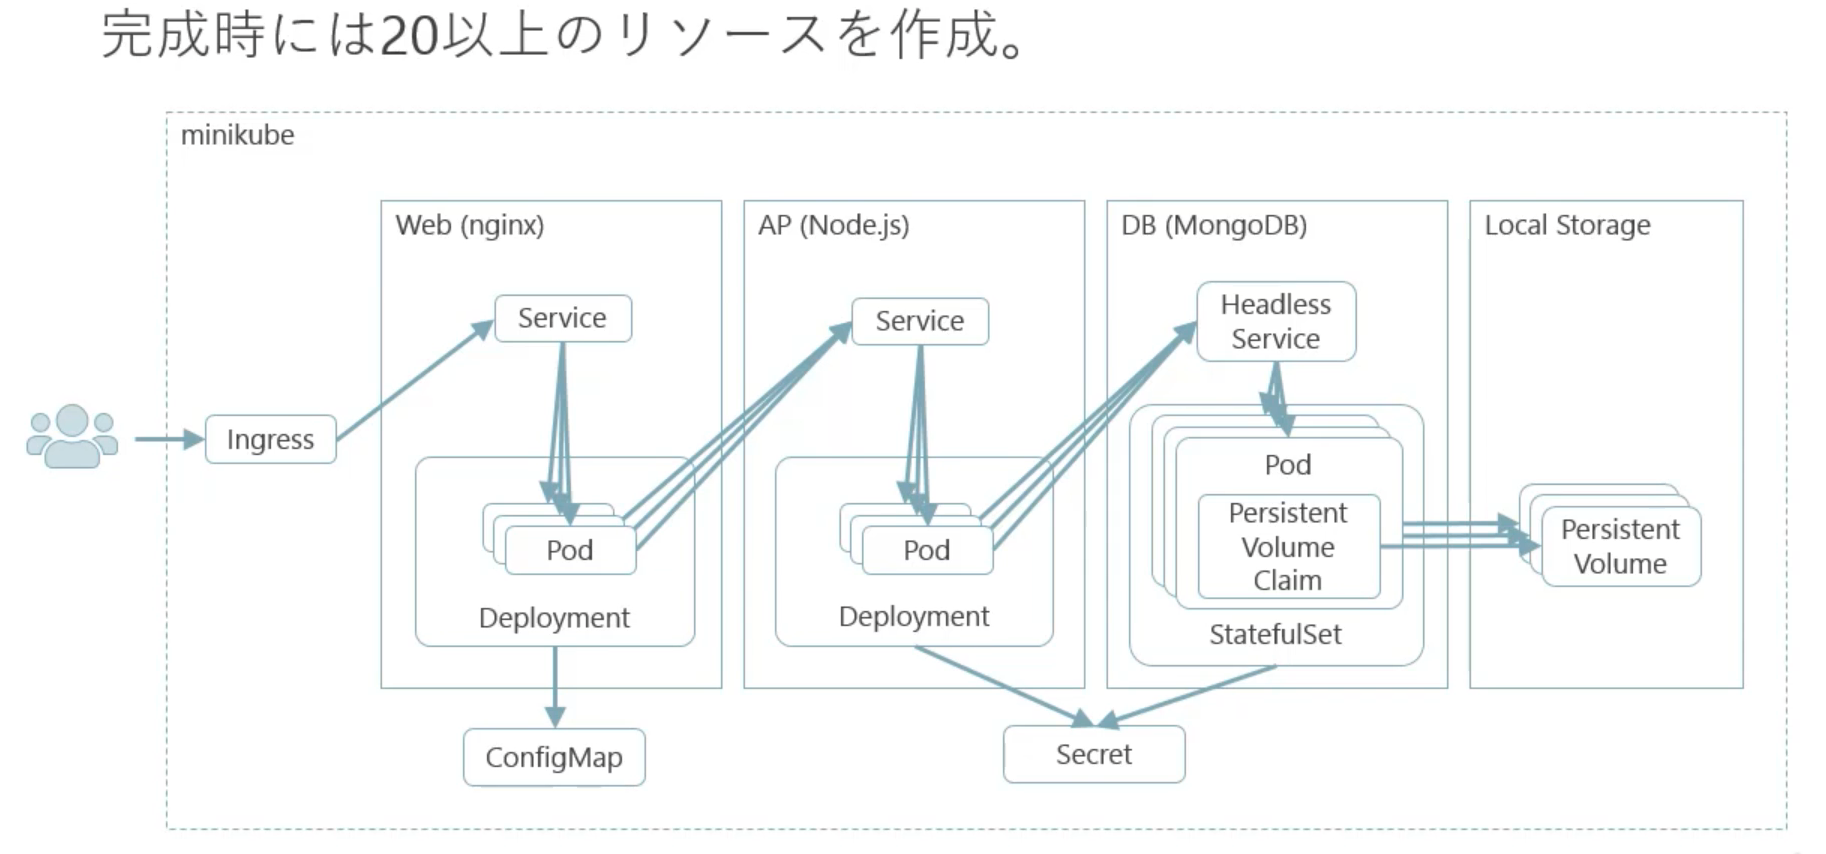 完成時には20以上のリソースを作成。
minikube
Web (nginx)
AP (Node.js)
DB (MongoDB)
Local Storage
Service
Service
Headless
Service
Ingress
Pod
Persistent
Volume
Claim
Persistent
Volume
Pod
Pod
Deployment
Deployment
StatefulSet
ConfigMap
Secret